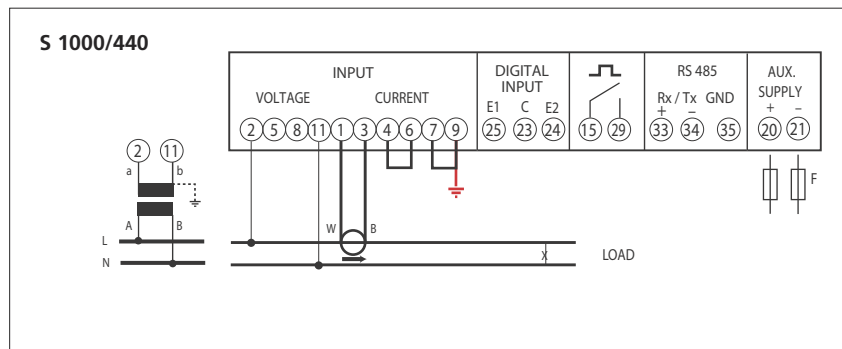 S 1000/440
INPUT
VOLTAGE
CURRENT
2 5 8 11 1 3 4 6 7 9
DIGITAL
INPUT
E1 C E2
25 23 24
15 29
RS 485
Rx / Tx GND
+ –
33 34 35
AUX.
SUPPLY
+ –
20 21
F
2 11
a b
A B
L
N
W B
X
LOAD